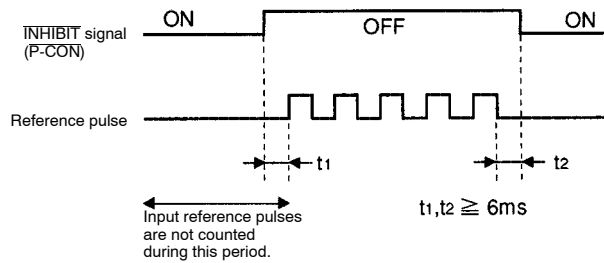 ON
OFF
ON
INHIBIT signal
(P-CON)
Reference pulse
t1
t2
Input reference pulses
are not counted
during this period.
t1,t2 ≧ 6ms